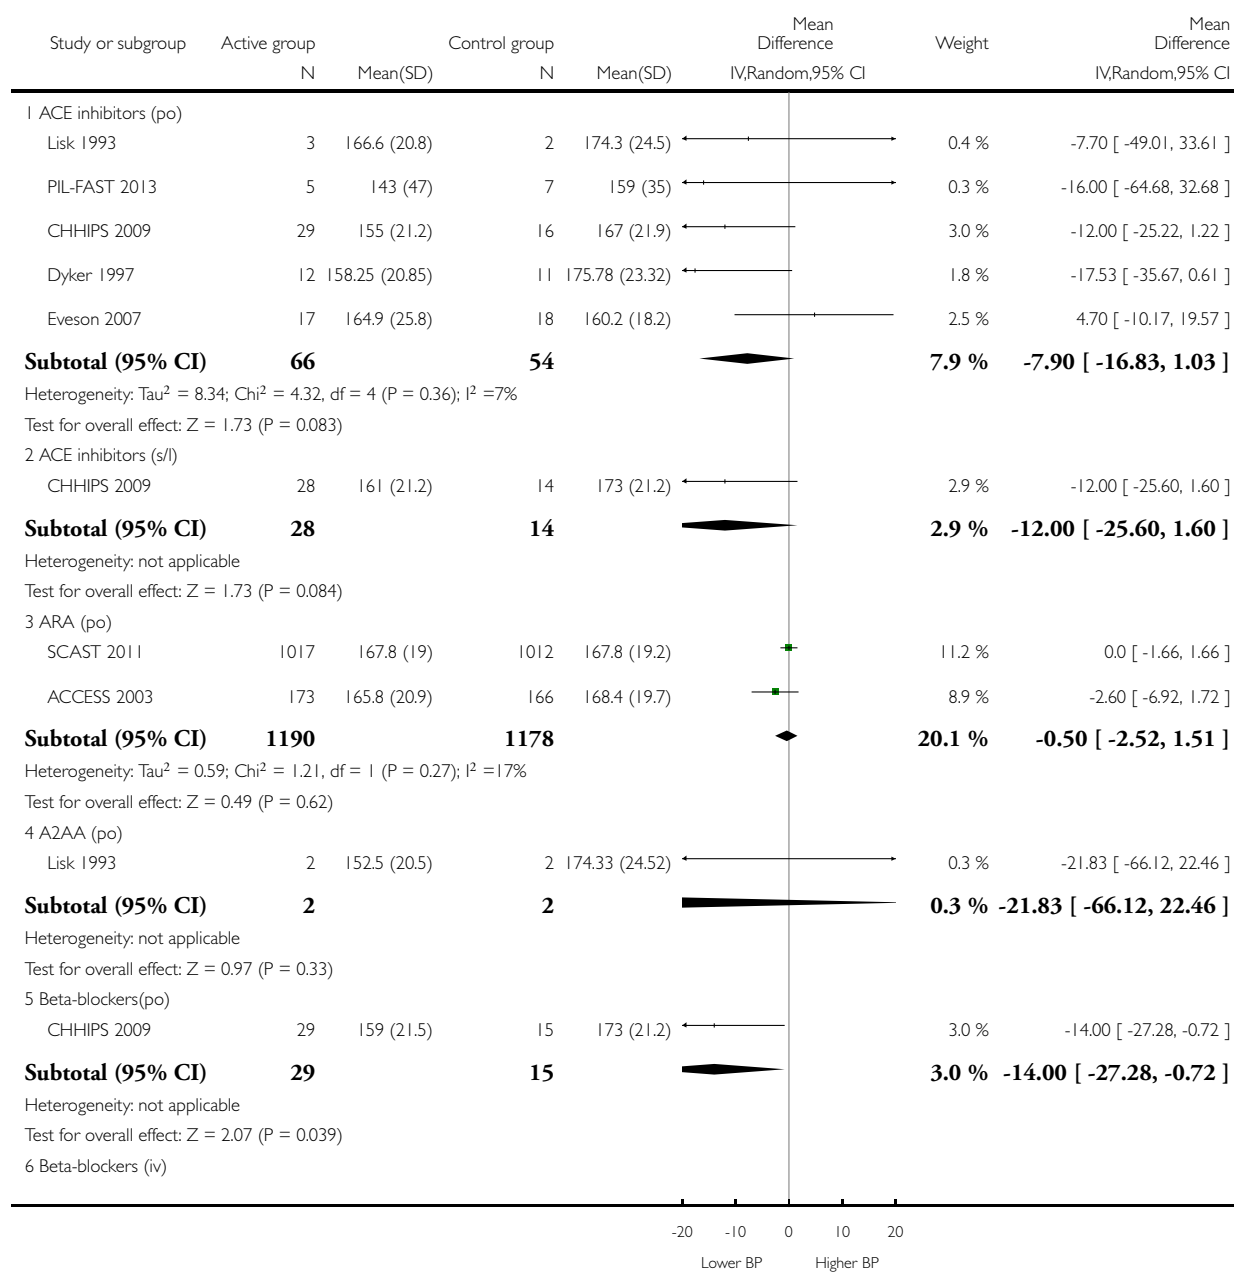 Mean Mean
Study or subgroup Active group Control group Difference Weight Difference
N Mean(SD) N Mean(SD) IV,Random,95% CI IV,Random,95% CI
1 ACE inhibitors (po)
Lisk 1993 3 166.6 (20.8) 2 174.3 (24.5) 0.4 % -7.70 [ -49.01, 33.61 ]
PIL-FAST 2013 5 143 (47) 7 159 (35) 0.3 % -16.00 [ -64.68, 32.68 ]
CHHIPS 2009 29 155 (21.2) 16 167 (21.9) 3.0 % -12.00 [ -25.22, 1.22 ]
Dyker 1997 12 158.25 (20.85) 11 175.78 (23.32) 1.8 % -17.53 [ -35.67, 0.61 ]
Eveson 2007 17 164.9 (25.8) 18 160.2 (18.2) 2.5 % 4.70 [ -10.17, 19.57 ]
Subtotal (95% CI) 66 54 7.9 % -7.90 [ -16.83, 1.03 ]
Heterogeneity: Tau² = 8.34; Chi² = 4.32, df = 4 (P = 0.36); I² =7%
Test for overall effect: Z = 1.73 (P = 0.083)
2 ACE inhibitors (s/l)
CHHIPS 2009 28 161 (21.2) 14 173 (21.2) 2.9 % -12.00 [ -25.60, 1.60 ]
Subtotal (95% CI) 28 14 2.9 % -12.00 [ -25.60, 1.60 ]
Heterogeneity: not applicable
Test for overall effect: Z = 1.73 (P = 0.084)
3 ARA (po)
SCAST 2011 1017 167.8 (19) 1012 167.8 (19.2) 11.2 % 0.0 [ -1.66, 1.66 ]
ACCESS 2003 173 165.8 (20.9) 166 168.4 (19.7) 8.9 % -2.60 [ -6.92, 1.72 ]
Subtotal (95% CI) 1190 1178 20.1 % -0.50 [ -2.52, 1.51 ]
Heterogeneity: Tau² = 0.59; Chi² = 1.21, df = 1 (P = 0.27); I² =17%
Test for overall effect: Z = 0.49 (P = 0.62)
4 A2AA (po)
Lisk 1993 2 152.5 (20.5) 2 174.33 (24.52) 0.3 % -21.83 [ -66.12, 22.46 ]
Subtotal (95% CI) 2 2 0.3 % -21.83 [ -66.12, 22.46 ]
Heterogeneity: not applicable
Test for overall effect: Z = 0.97 (P = 0.33)
5 Beta-blockers(po)
CHHIPS 2009 29 159 (21.5) 15 173 (21.2) 3.0 % -14.00 [ -27.28, -0.72 ]
Subtotal (95% CI) 29 15 3.0 % -14.00 [ -27.28, -0.72 ]
Heterogeneity: not applicable
Test for overall effect: Z = 2.07 (P = 0.039)
6 Beta-blockers (iv)
-20 -10 0 10 20
Lower BP Higher BP